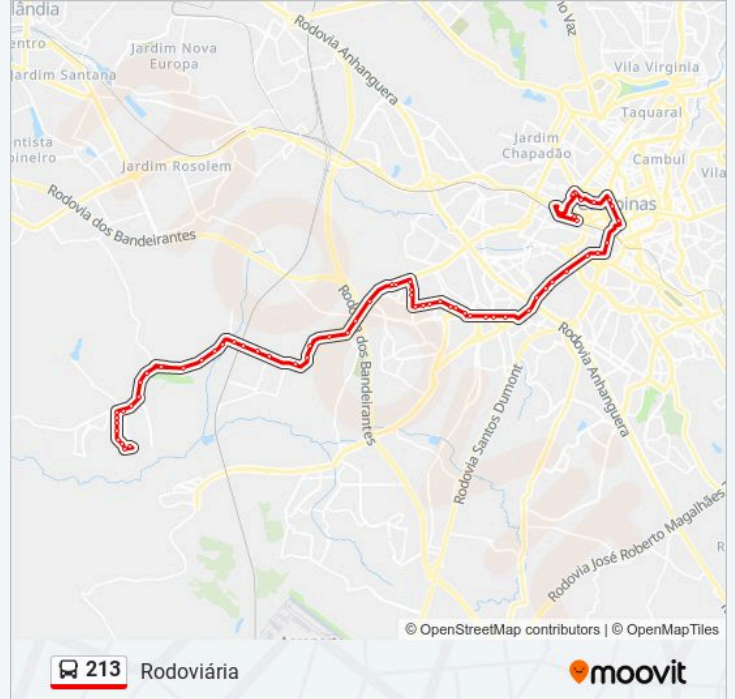 lândia
entro
Jardim Nova
Europa
Jardim Santana
Rodovia Anhanguera
Vila Virginia
Taquaral
Jardim
Chapadão
Cambuí
Vila
ntista
oineiro
Jardim Rosolem
Rodovia dos Bandeirantes
pinas
Rodovia dos Bandeirantes
Rodovia Anhanguera
Rodovia Santos Dumont
Rodovia José Roberto Magalhães T
R
© OpenStreetMap contributors | © OpenMapTiles
213 Rodoviária
moovit